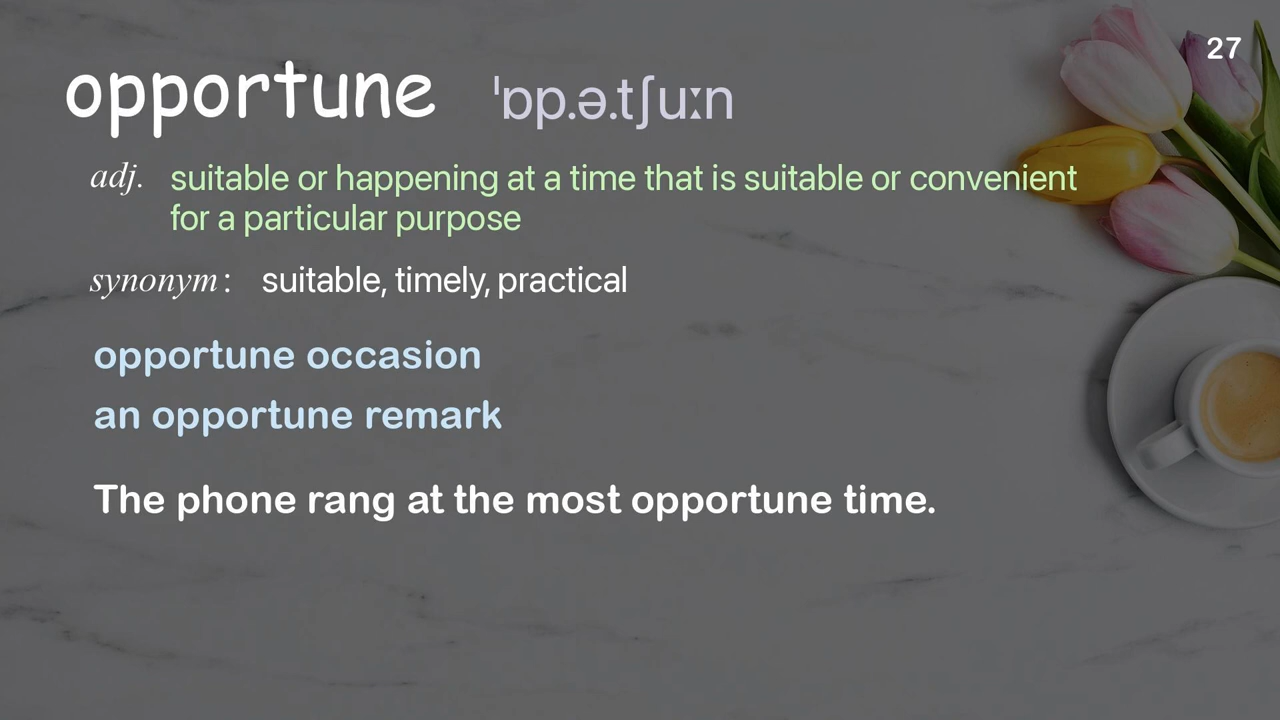 27
opportune ˈɒp.ə.tʃuːn
adj. suitable or happening at a time that is suitable or convenient
for a particular purpose
synonym: suitable, timely, practical
opportune occasion
an opportune remark
The phone rang at the most opportune time.